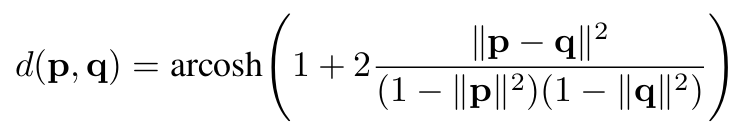 d(p, q) = arcosh(1 + 2 ‖p − q‖² / ((1 − ‖p‖²)(1 − ‖q‖²)))